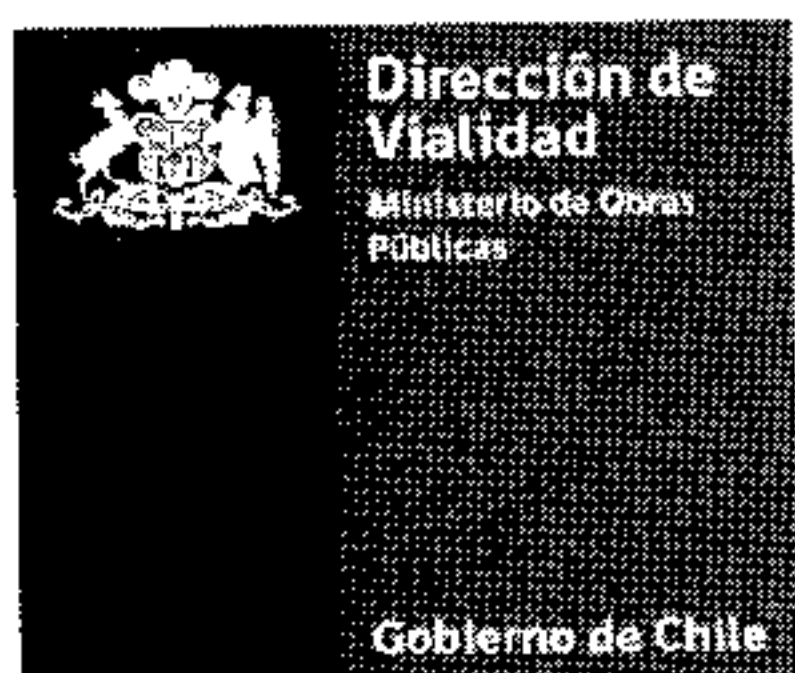 Dirección de
Vialidad
Ministerio de Obras
Públicas
Gobierno de Chile